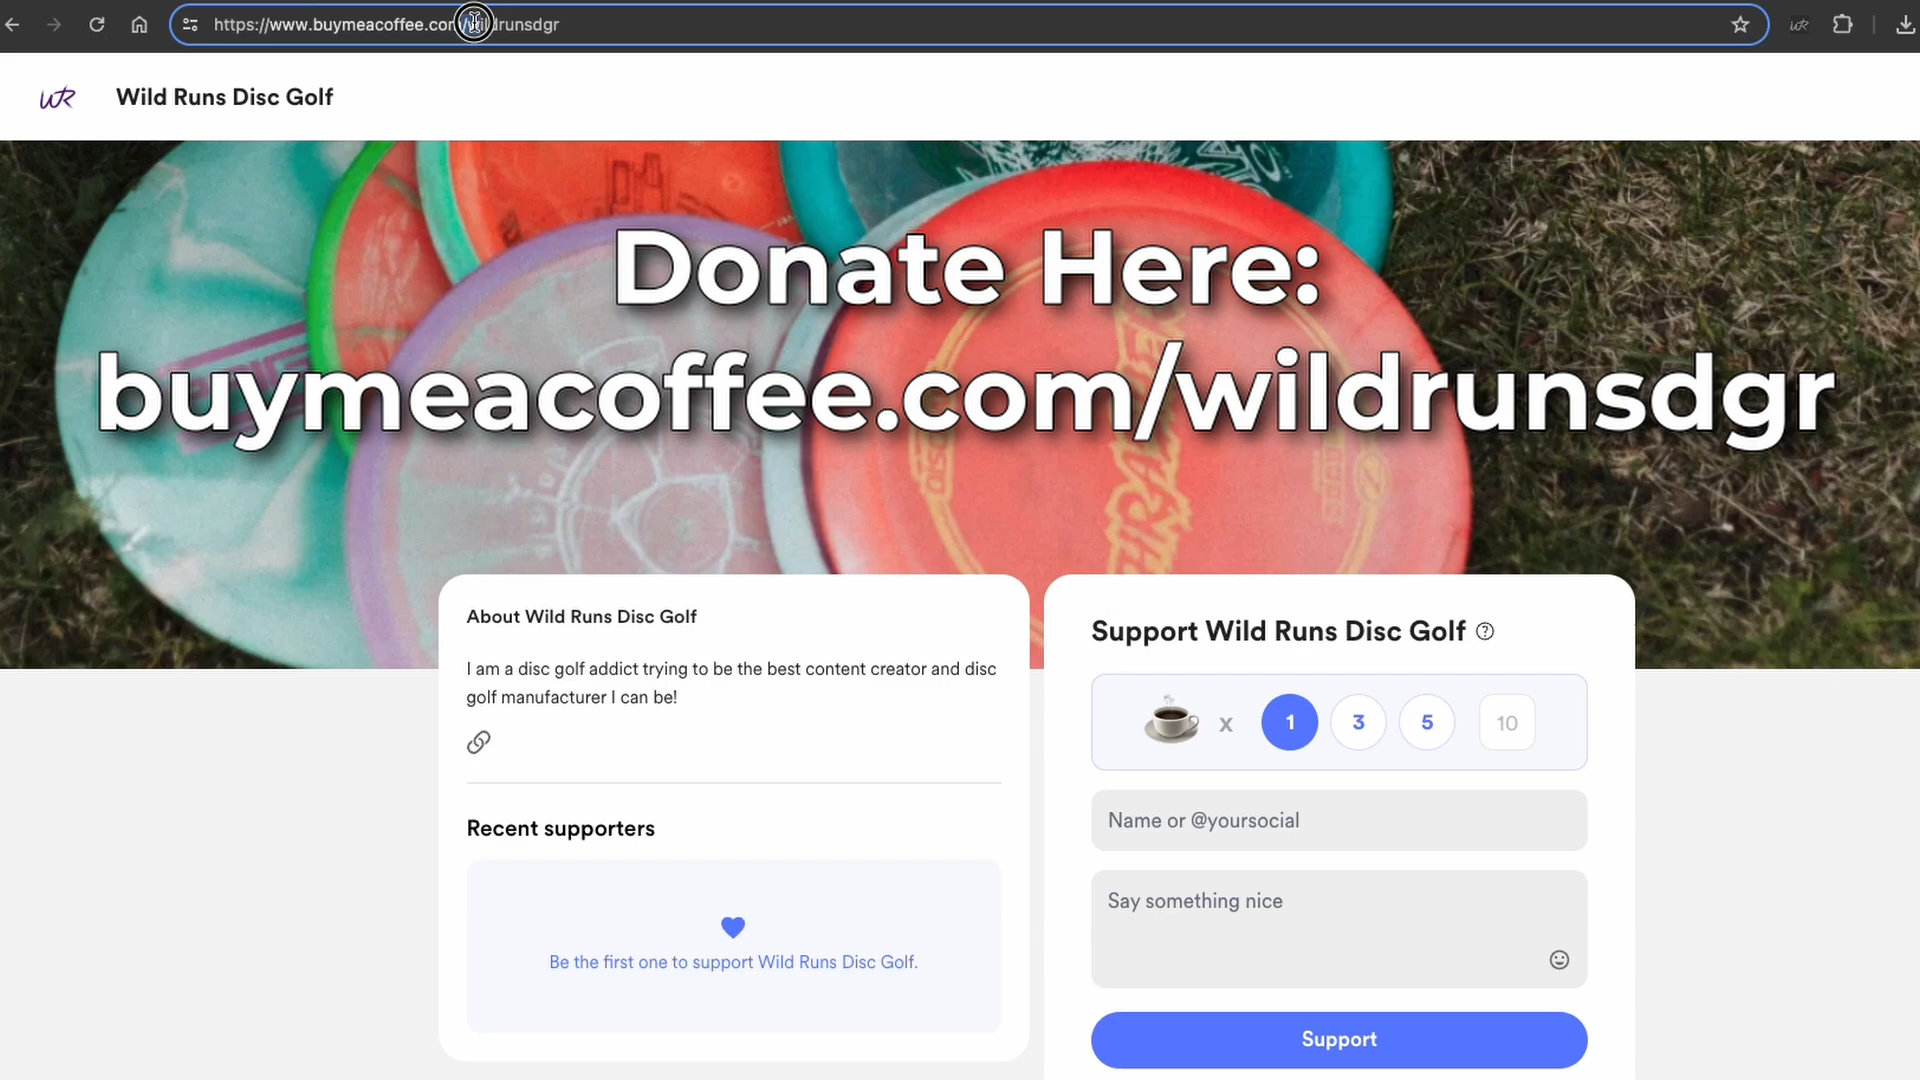 https://www.buymeacoffee.com/wildrunsdgr
WR
WR
Wild Runs Disc Golf
Donate Here:
buymeacoffee.com/wildrunsdgr
About Wild Runs Disc Golf
I am a disc golf addict trying to be the best content creator and disc
golf manufacturer I can be!
Recent supporters
Be the first one to support Wild Runs Disc Golf.
Support Wild Runs Disc Golf ?
x 1 3 5 10
Name or @yoursocial
Say something nice
Support